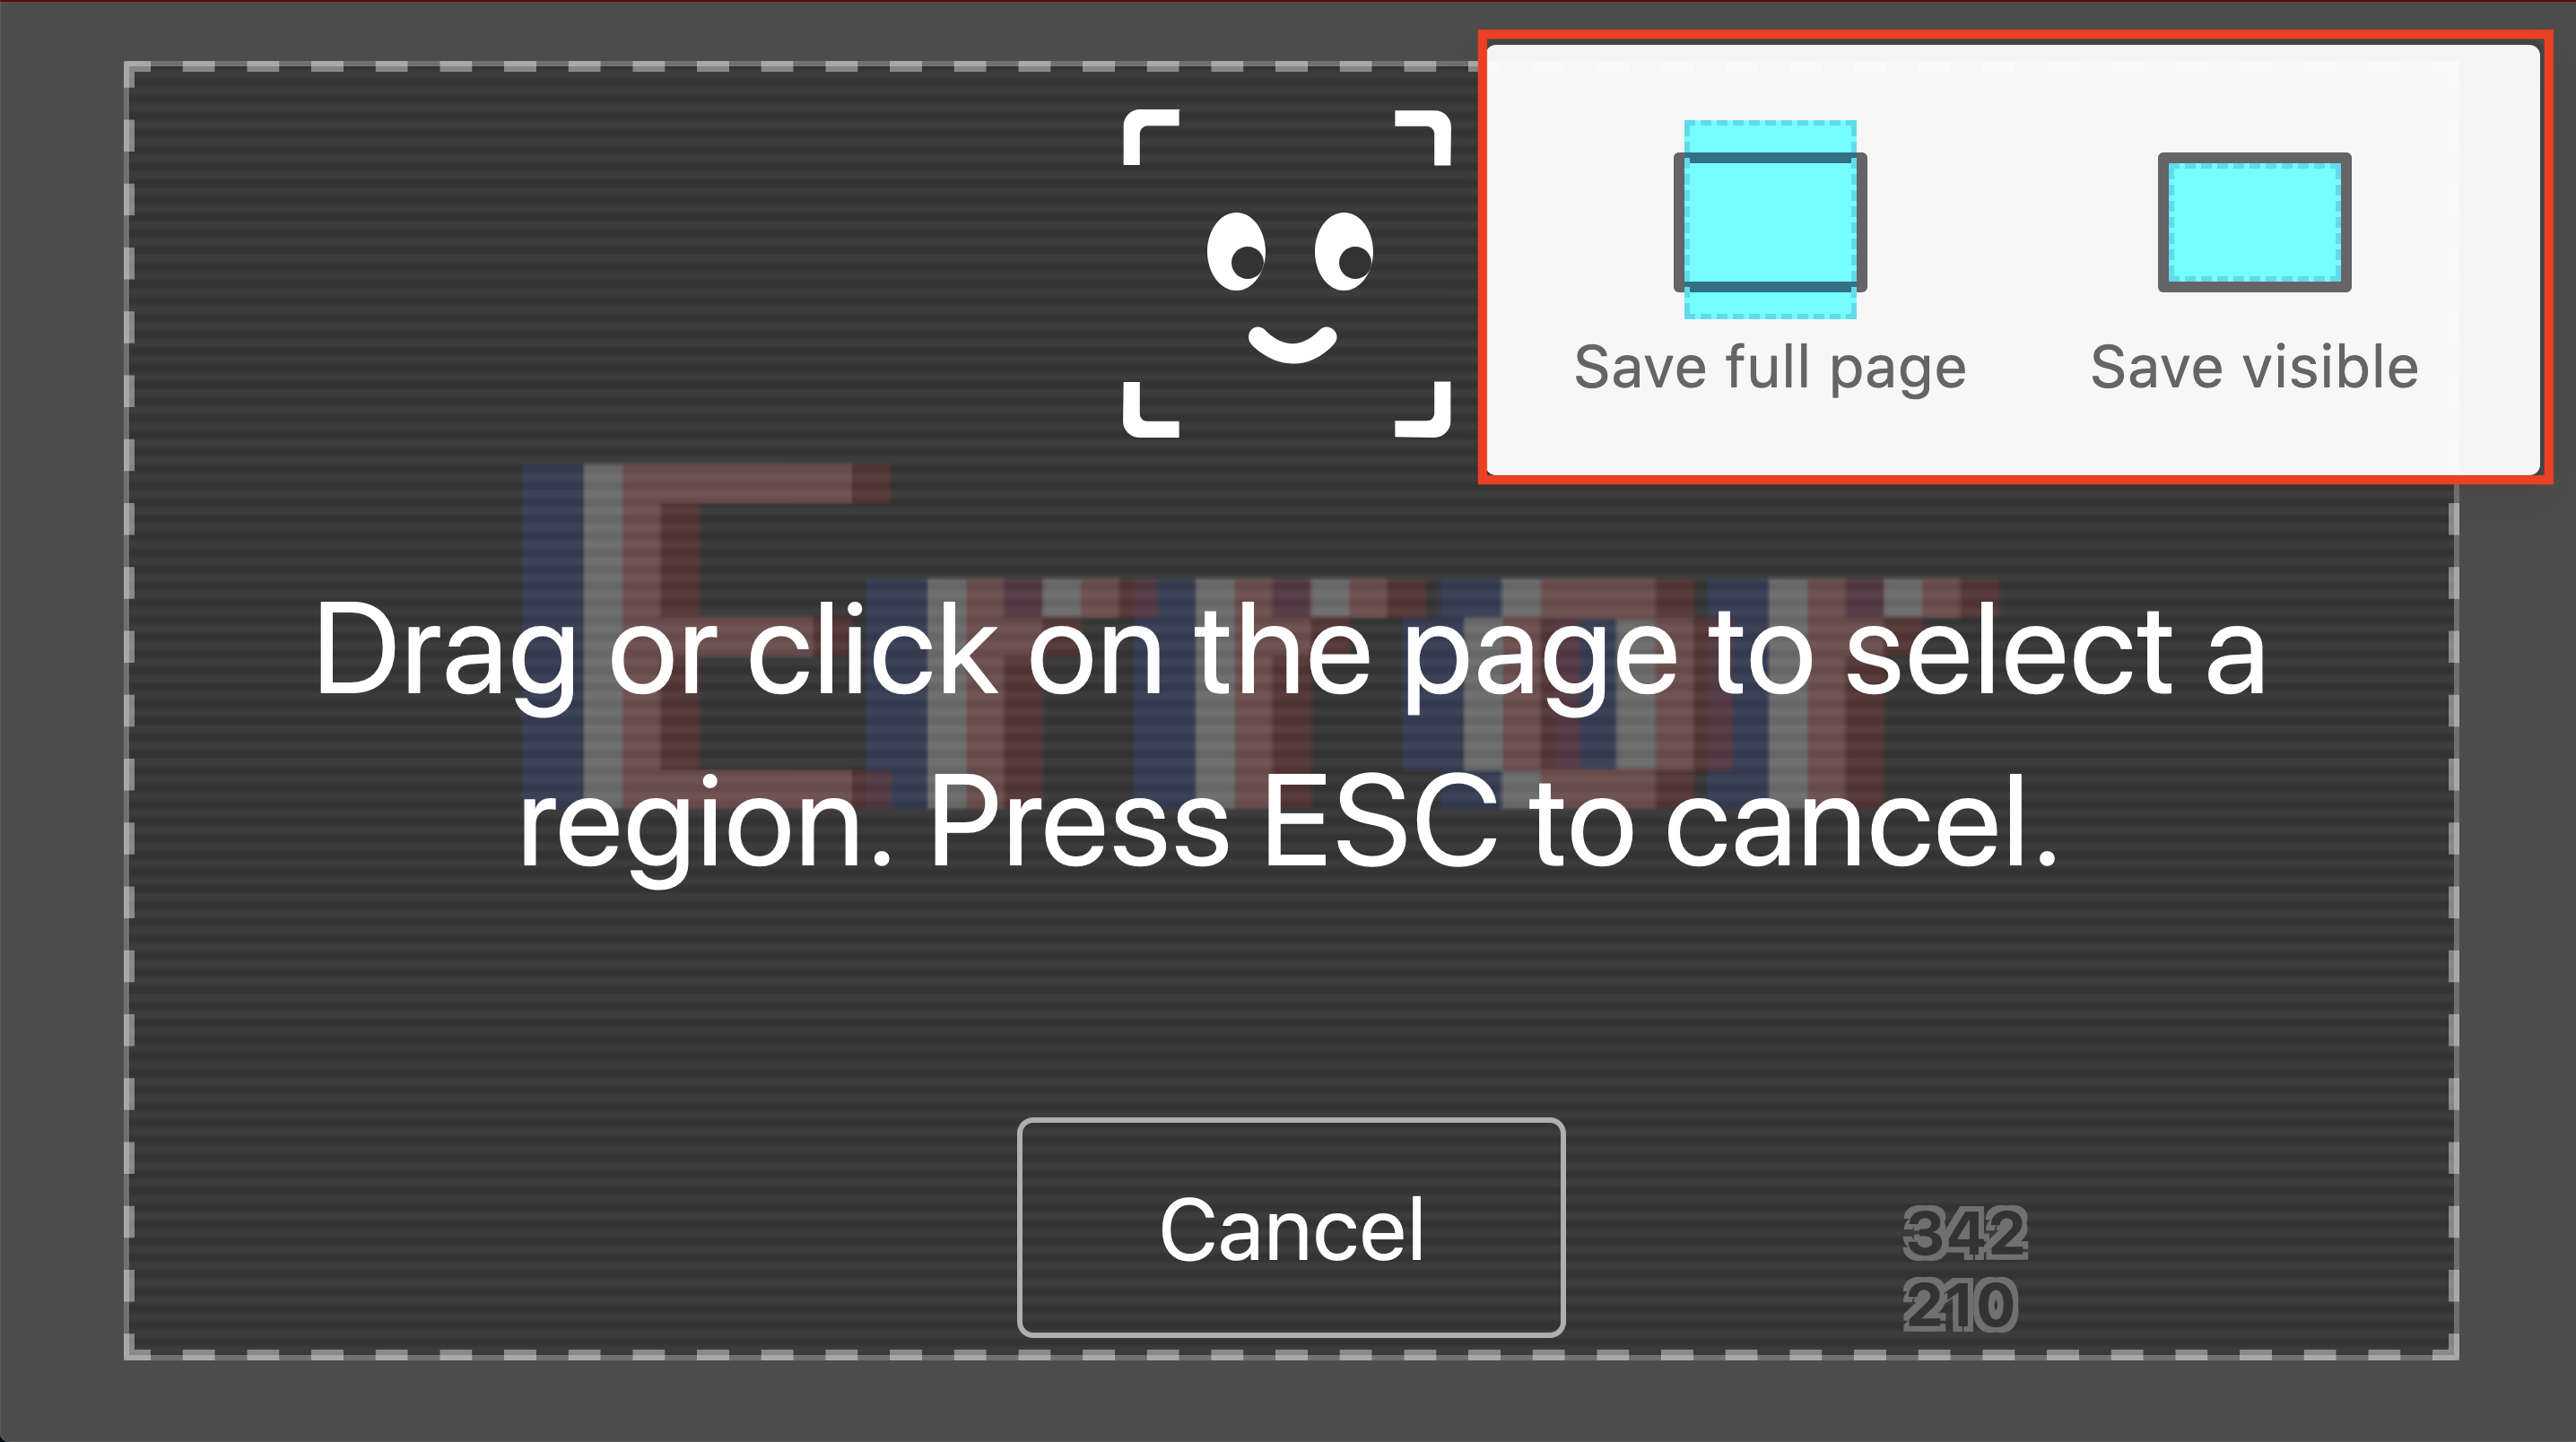 Save full page
Save visible
Error
Drag or click on the page to select a
region. Press ESC to cancel.
Cancel
342
210